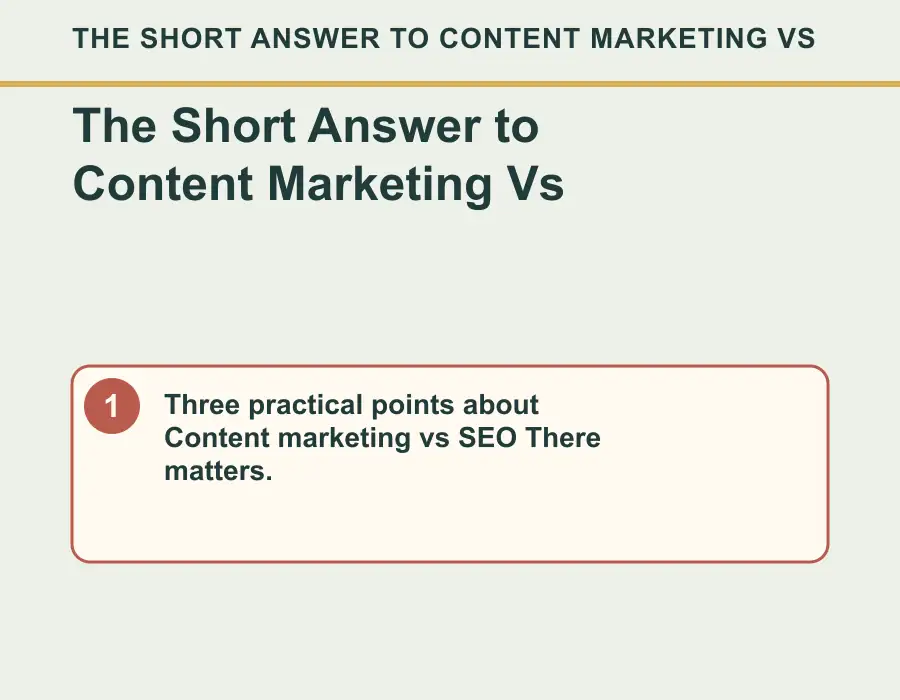 THE SHORT ANSWER TO CONTENT MARKETING VS
The Short Answer to
Content Marketing Vs
1
Three practical points about
Content marketing vs SEO There
matters.